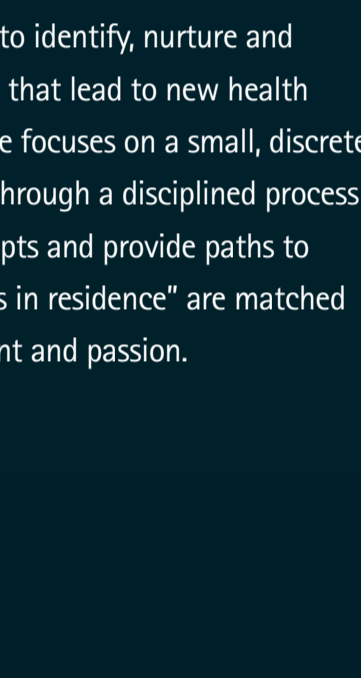 to identify, nurture and
that lead to new health
e focuses on a small, discrete
hrough a disciplined process
pts and provide paths to
s in residence” are matched
nt and passion.